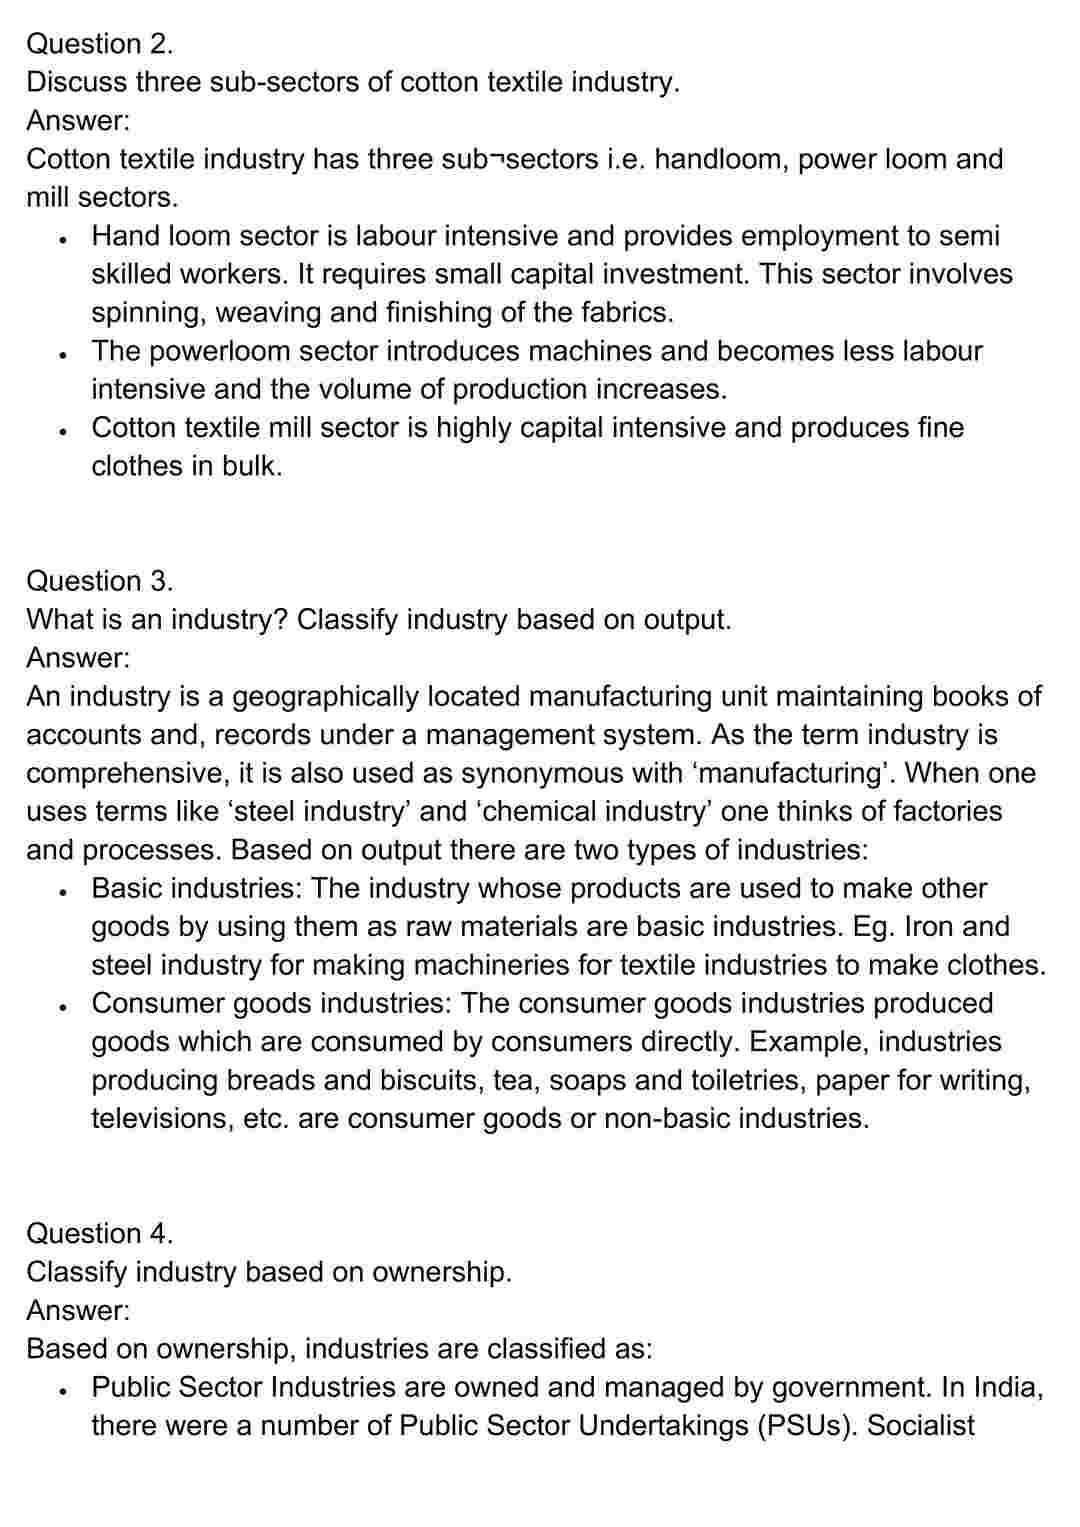 Question 2.
Discuss three sub-sectors of cotton textile industry.
Answer:
Cotton textile industry has three sub¬sectors i.e. handloom, power loom and
mill sectors.
• Hand loom sector is labour intensive and provides employment to semi
skilled workers. It requires small capital investment. This sector involves
spinning, weaving and finishing of the fabrics.
• The powerloom sector introduces machines and becomes less labour
intensive and the volume of production increases.
• Cotton textile mill sector is highly capital intensive and produces fine
clothes in bulk.
Question 3.
What is an industry? Classify industry based on output.
Answer:
An industry is a geographically located manufacturing unit maintaining books of
accounts and, records under a management system. As the term industry is
comprehensive, it is also used as synonymous with ‘manufacturing’. When one
uses terms like ‘steel industry’ and ‘chemical industry’ one thinks of factories
and processes. Based on output there are two types of industries:
• Basic industries: The industry whose products are used to make other
goods by using them as raw materials are basic industries. Eg. Iron and
steel industry for making machineries for textile industries to make clothes.
• Consumer goods industries: The consumer goods industries produced
goods which are consumed by consumers directly. Example, industries
producing breads and biscuits, tea, soaps and toiletries, paper for writing,
televisions, etc. are consumer goods or non-basic industries.
Question 4.
Classify industry based on ownership.
Answer:
Based on ownership, industries are classified as:
• Public Sector Industries are owned and managed by government. In India,
there were a number of Public Sector Undertakings (PSUs). Socialist